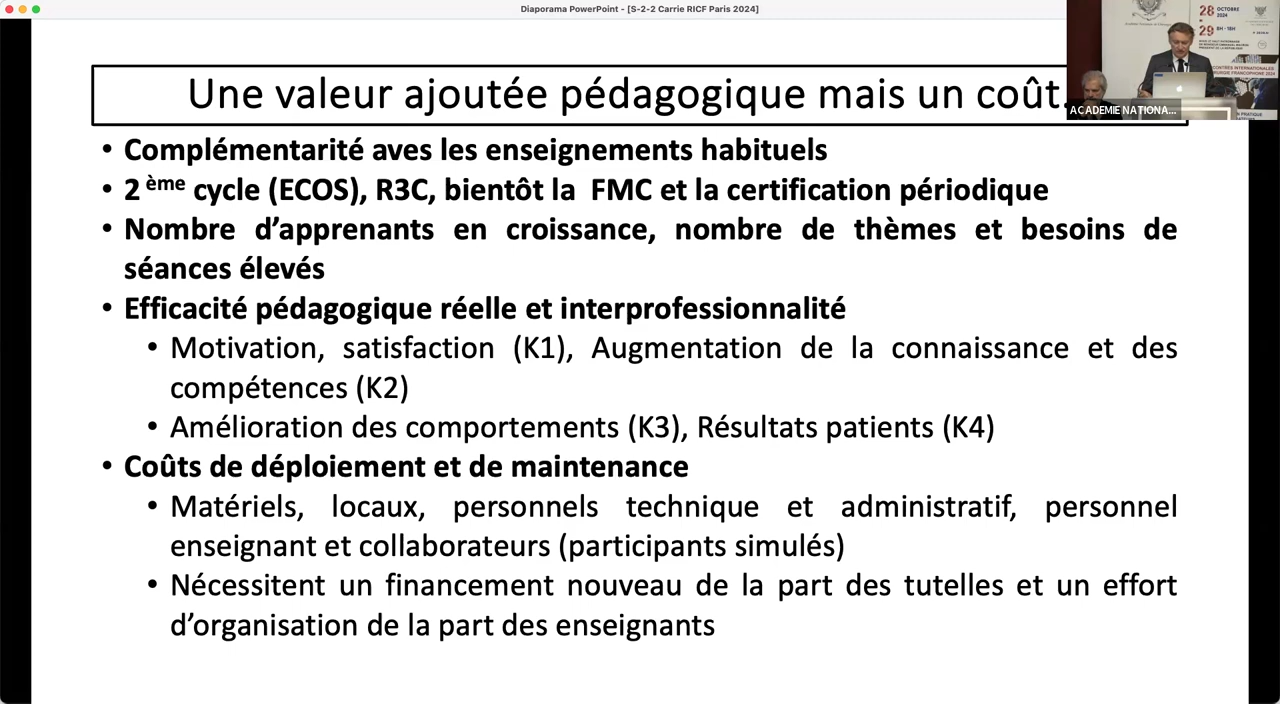 Diaporama PowerPoint - [S-2-2 Carrie RICF Paris 2024]
Une valeur ajoutée pédagogique mais un coût.
• Complémentarité aves les enseignements habituels
• 2 ème cycle (ECOS), R3C, bientôt la FMC et la certification périodique
• Nombre d’apprenants en croissance, nombre de thèmes et besoins de
séances élevés
• Efficacité pédagogique réelle et interprofessionnalité
• Motivation, satisfaction (K1), Augmentation de la connaissance et des
compétences (K2)
• Amélioration des comportements (K3), Résultats patients (K4)
• Coûts de déploiement et de maintenance
• Matériels, locaux, personnels technique et administratif, personnel
enseignant et collaborateurs (participants simulés)
• Nécessitent un financement nouveau de la part des tutelles et un effort
d’organisation de la part des enseignants
28 OCTOBRE
2024
29 8H - 18H
ACADEMIE NATIONA...